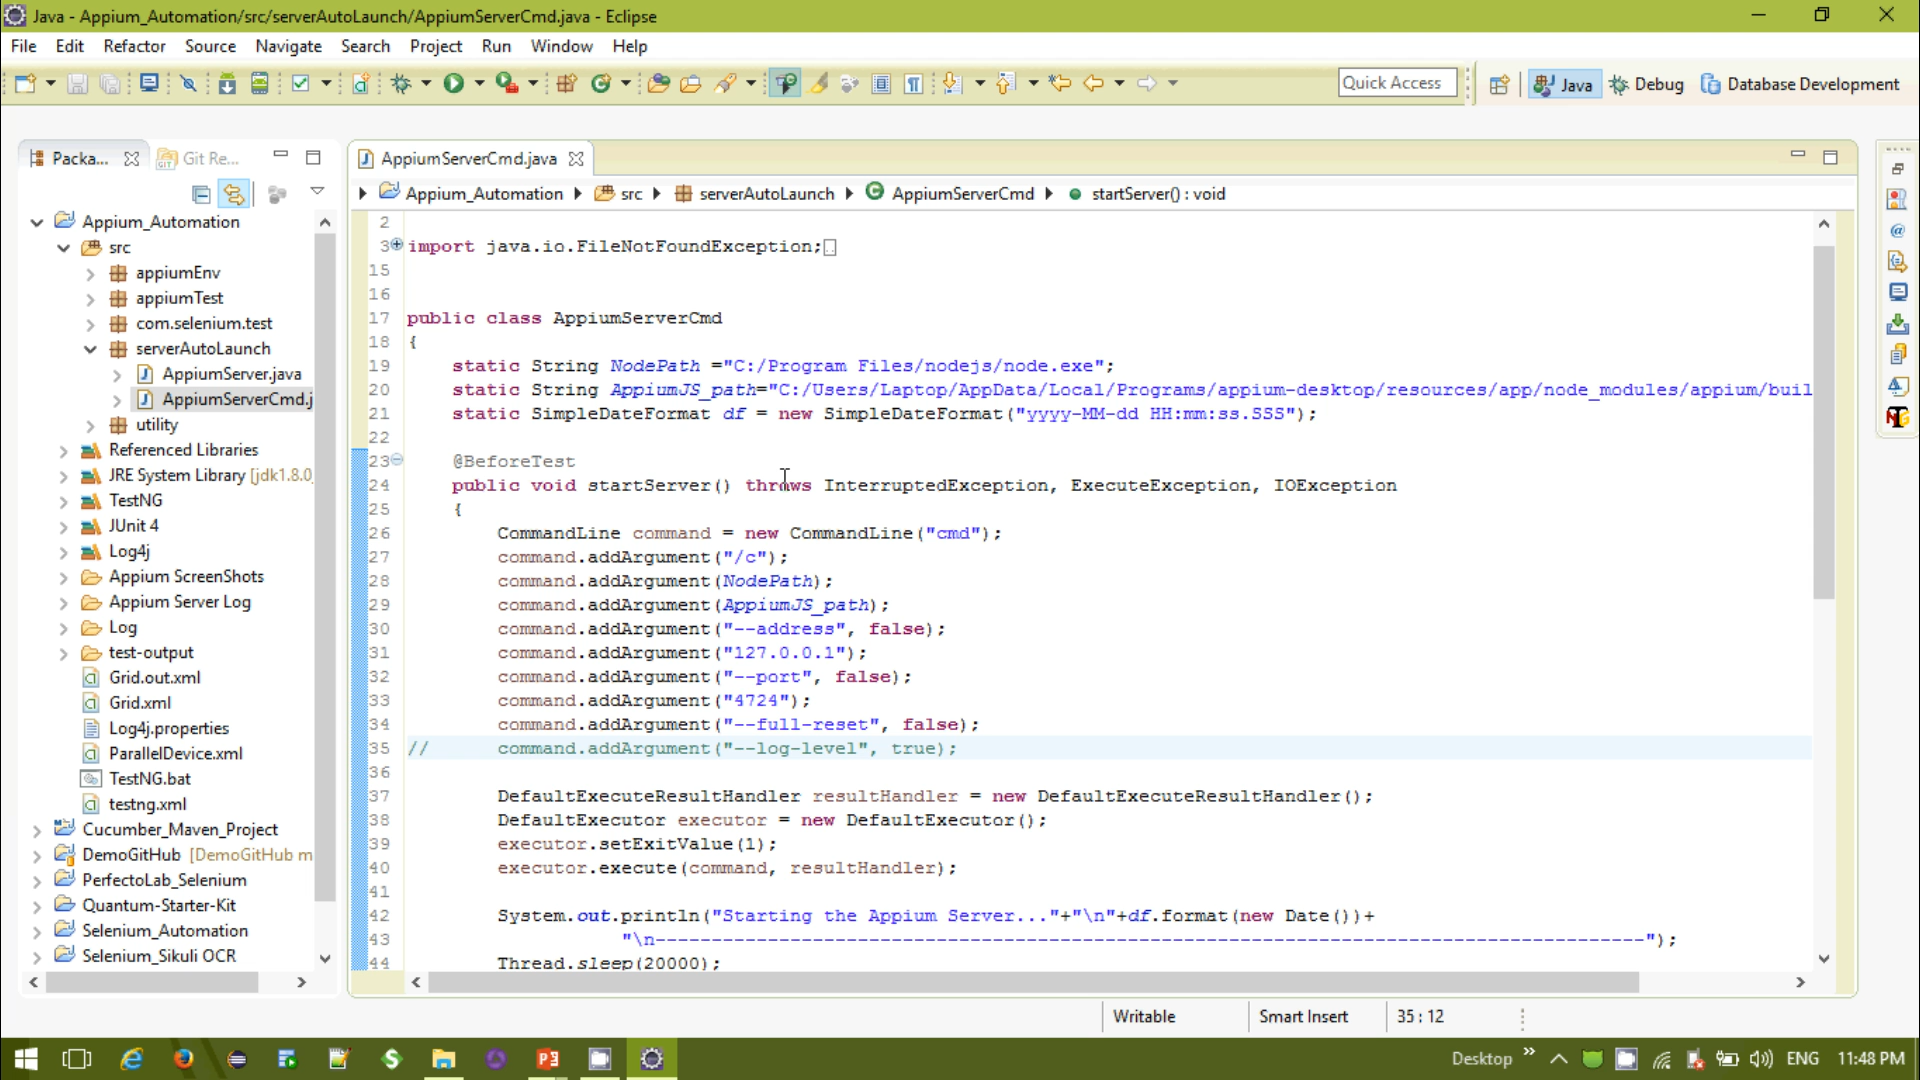 Java - Appium_Automation/src/serverAutoLaunch/AppiumServerCmd.java - Eclipse
File Edit Refactor Source Navigate Search Project Run Window Help
Quick Access
Java
Debug
Database Development
Packa...
Git Re...
Appium_Automation
src
appiumEnv
appiumTest
com.selenium.test
serverAutoLaunch
AppiumServer.java
AppiumServerCmd.j
utility
Referenced Libraries
JRE System Library [jdk1.8.0
TestNG
JUnit 4
Log4j
Appium ScreenShots
Appium Server Log
Log
test-output
Grid.out.xml
Grid.xml
Log4j.properties
ParallelDevice.xml
TestNG.bat
testng.xml
Cucumber_Maven_Project
DemoGitHub [DemoGitHub m
PerfectoLab_Selenium
Quantum-Starter-Kit
Selenium_Automation
Selenium_Sikuli OCR
AppiumServerCmd.java
Appium_Automation src serverAutoLaunch AppiumServerCmd startServer() : void
2
3 import java.io.FileNotFoundException;
15
16
17 public class AppiumServerCmd
18 {
19 static String NodePath ="C:/Program Files/nodejs/node.exe";
20 static String AppiumJS_path="C:/Users/Laptop/AppData/Local/Programs/appium-desktop/resources/app/node_modules/appium/buil
21 static SimpleDateFormat df = new SimpleDateFormat("yyyy-MM-dd HH:mm:ss.SSS");
22
23 @BeforeTest
24 public void startServer() throws InterruptedException, ExecuteException, IOException
25 {
26 CommandLine command = new CommandLine("cmd");
27 command.addArgument("/c");
28 command.addArgument(NodePath);
29 command.addArgument(AppiumJS_path);
30 command.addArgument("--address", false);
31 command.addArgument("127.0.0.1");
32 command.addArgument("--port", false);
33 command.addArgument("4724");
34 command.addArgument("--full-reset", false);
35 // command.addArgument("--log-level", true);
36
37 DefaultExecuteResultHandler resultHandler = new DefaultExecuteResultHandler();
38 DefaultExecutor executor = new DefaultExecutor();
39 executor.setExitValue(1);
40 executor.execute(command, resultHandler);
41
42 System.out.println("Starting the Appium Server..."+"\n"+df.format(new Date())+
43 "\n----------------------------------------------------------------------------------------");
44 Thread.sleep(20000);
Writable
Smart Insert
35 : 12
Desktop
ENG
11:48 PM